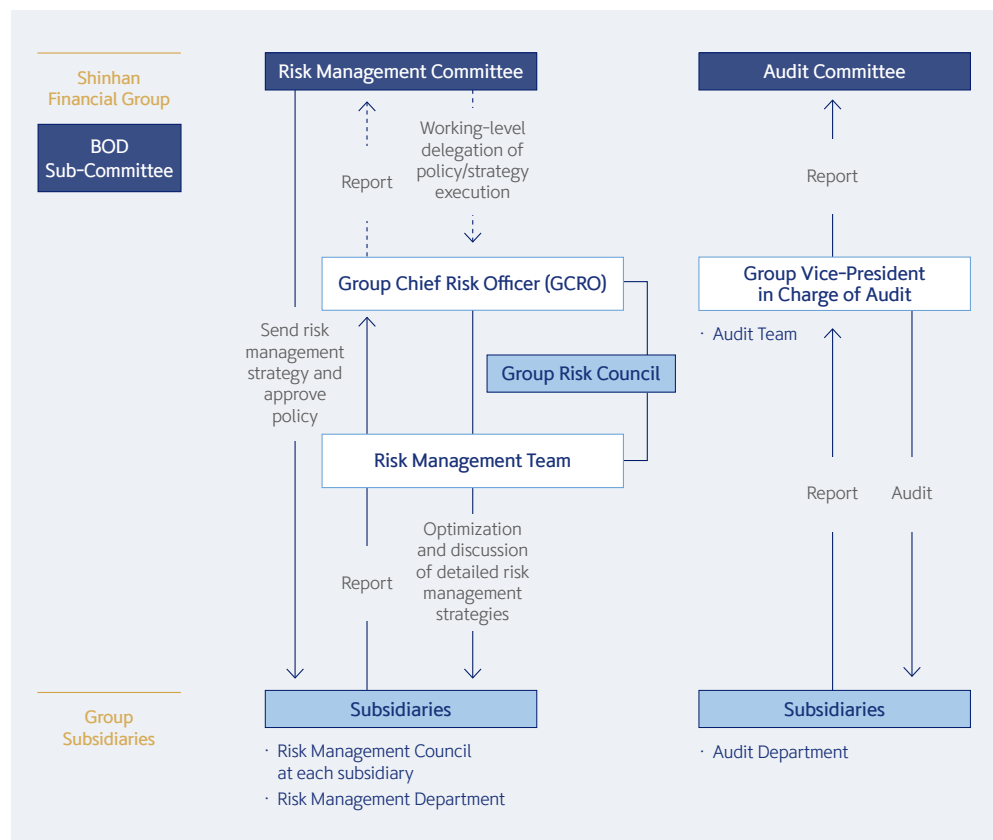 Shinhan
Financial Group
BOD
Sub-Committee
Risk Management Committee
Report
Working-level
delegation of
policy/strategy
execution
Group Chief Risk Officer (GCRO)
Send risk
management
strategy and
approve
policy
Group Risk Council
Risk Management Team
Report
Optimization
and discussion
of detailed risk
management
strategies
Audit Committee
Report
Group Vice-President
in Charge of Audit
· Audit Team
Report
Audit
Group
Subsidiaries
Subsidiaries
· Risk Management Council
at each subsidiary
· Risk Management Department
Subsidiaries
· Audit Department